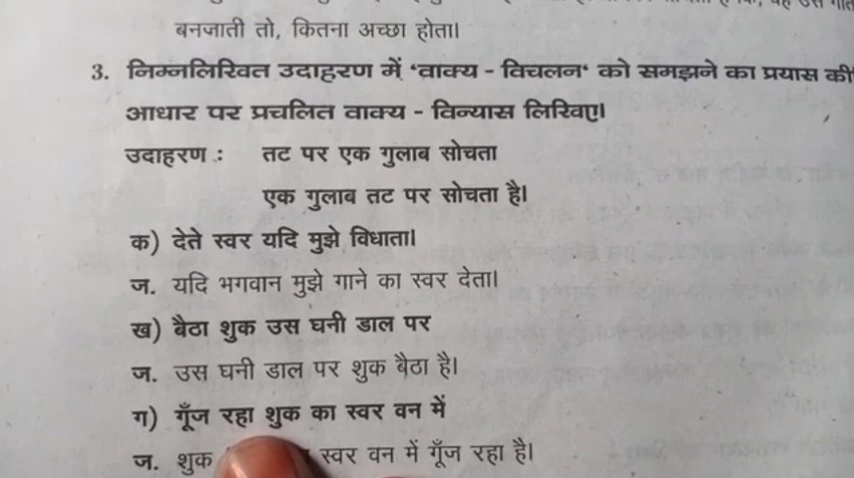 बनजाती तो, कितना अच्छा होता।
3. निम्नलिखित उदाहरण में 'वाक्य - विचलन' को समझने का प्रयास की
आधार पर प्रचलित वाक्य - विन्यास लिखिए।
उदाहरण : तट पर एक गुलाब सोचता
एक गुलाब तट पर सोचता है।
क) देते स्वर यदि मुझे विधाता।
ज. यदि भगवान मुझे गाने का स्वर देता।
ख) बैठा शुक उस घनी डाल पर
ज. उस घनी डाल पर शुक बैठा है।
ग) गूँज रहा शुक का स्वर वन में
ज. शुक स्वर वन में गूँज रहा है।